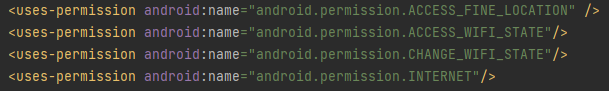 <uses-permission android:name="android.permission.ACCESS_FINE_LOCATION" />
<uses-permission android:name="android.permission.ACCESS_WIFI_STATE"/>
<uses-permission android:name="android.permission.CHANGE_WIFI_STATE"/>
<uses-permission android:name="android.permission.INTERNET"/>